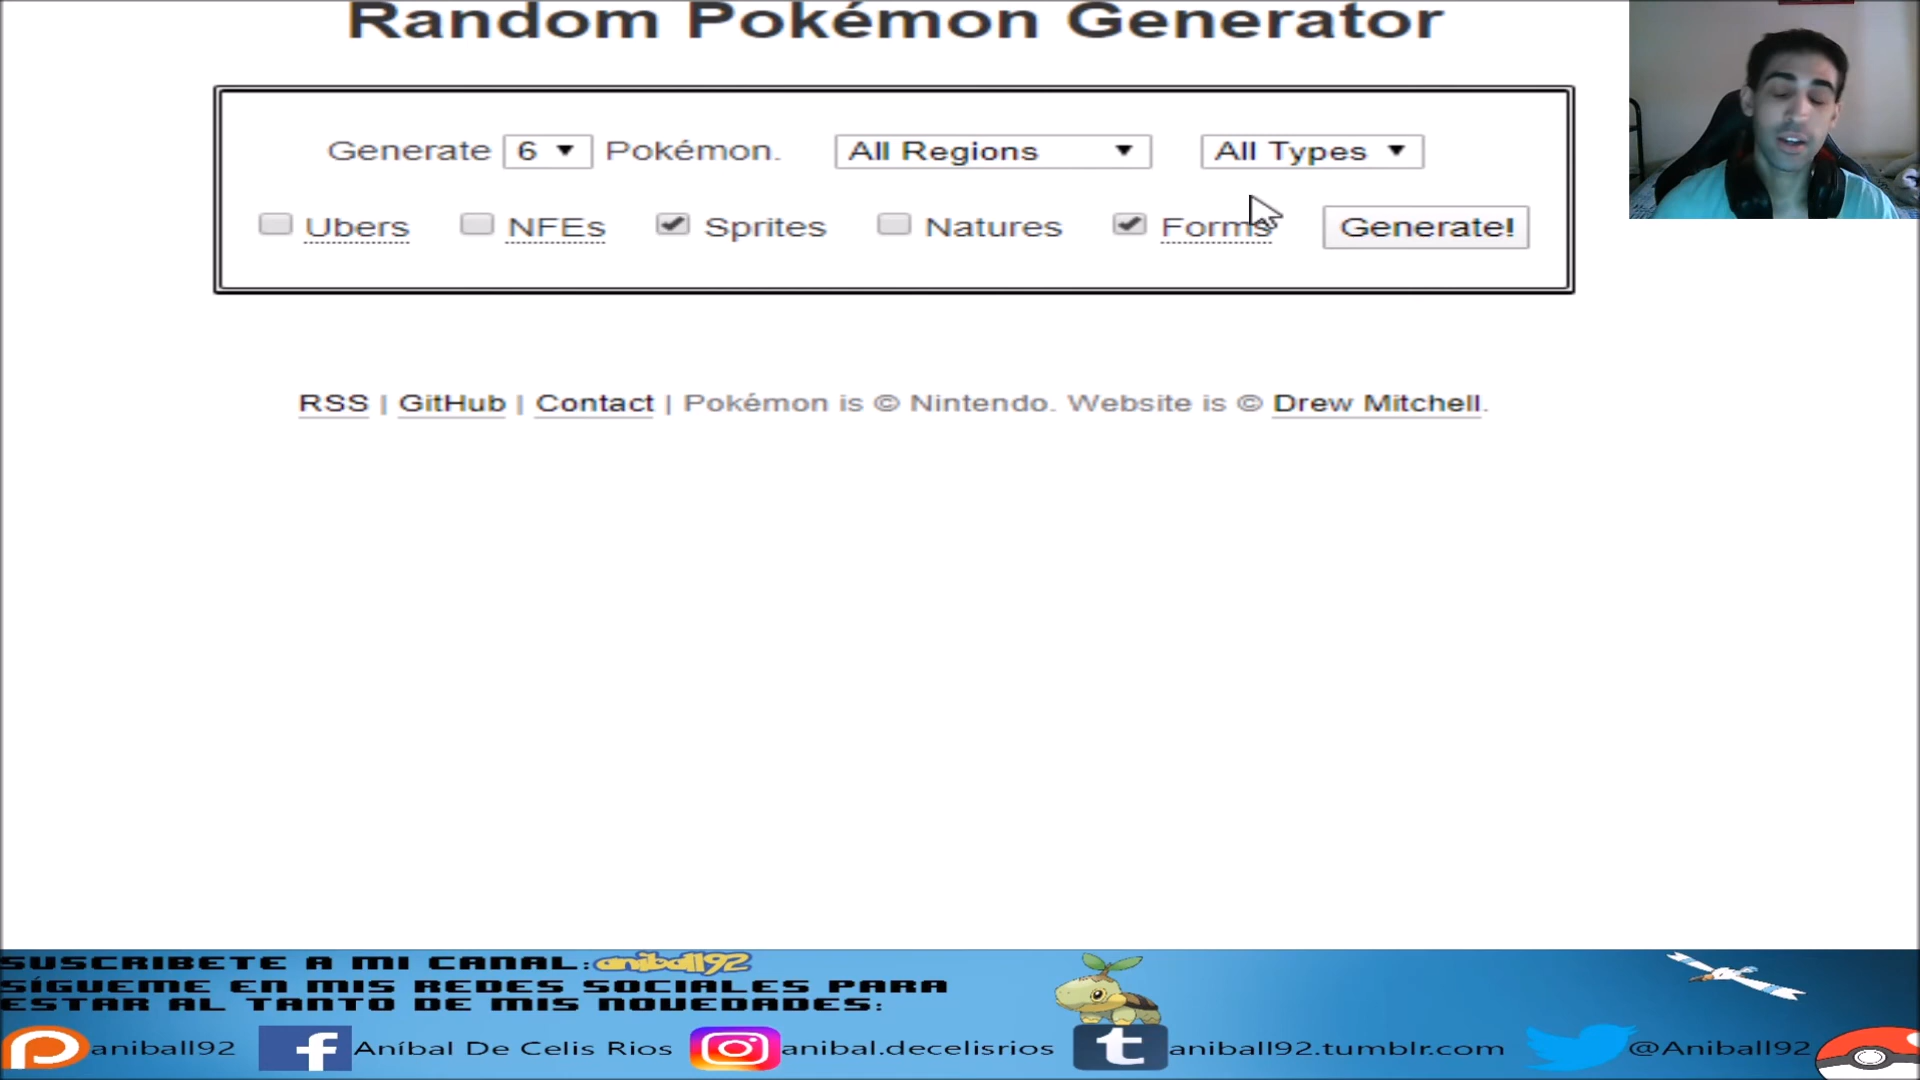 Random Pokémon Generator
Generate 6 Pokémon. All Regions All Types
Ubers NFEs Sprites Natures Forms Generate!
RSS | GitHub | Contact | Pokémon is © Nintendo. Website is © Drew Mitchell.
SUSCRIBETE A MI CANAL: aniball92
SÍGUEME EN MIS REDES SOCIALES PARA
ESTAR AL TANTO DE MIS NOVEDADES:
aniball92 f Aníbal De Celis Rios anibal.decelisrios t aniball92.tumblr.com @Aniball92